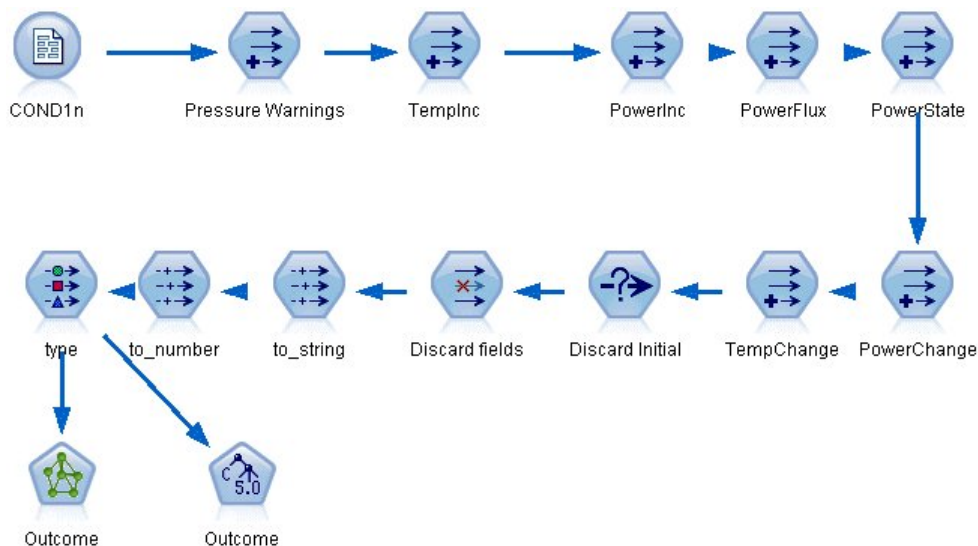 COND1n
Pressure Warnings
TempInc
PowerInc
PowerFlux
PowerState
type
to_number
to_string
Discard fields
Discard Initial
TempChange
PowerChange
C 5.0
Outcome
Outcome